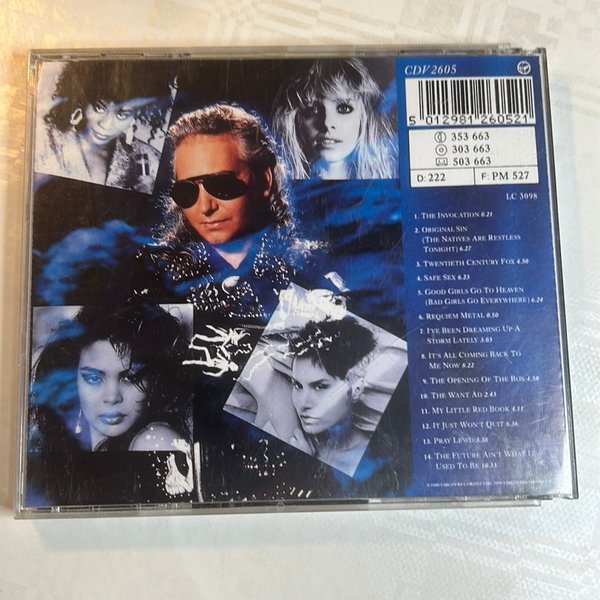 CDV 2605
5 012981 260521
353 663
303 663
503 663
D: 222 F: PM 527
LC 3098
1. THE INVOCATION 0.21
2. ORIGINAL SIN
(THE NATIVES ARE RESTLESS
TONIGHT) 6.27
3. TWENTIETH CENTURY FOX 4.50
4. SAFE SEX 6.23
5. GOOD GIRLS GO TO HEAVEN
(BAD GIRLS GO EVERYWHERE) 6.24
6. REQUIEM METAL 0.50
7. I'VE BEEN DREAMING UP A
STORM LATELY 3.03
8. IT'S ALL COMING BACK TO
ME NOW 8.22
9. THE OPENING OF THE BOX 1.58
10. THE WANT AD 2.43
11. MY LITTLE RED BOOK 4.11
12. IT JUST WON'T QUIT 6.36
13. PRAY LEWD 3.38
14. THE FUTURE AIN'T WHAT IT
USED TO BE 10.33